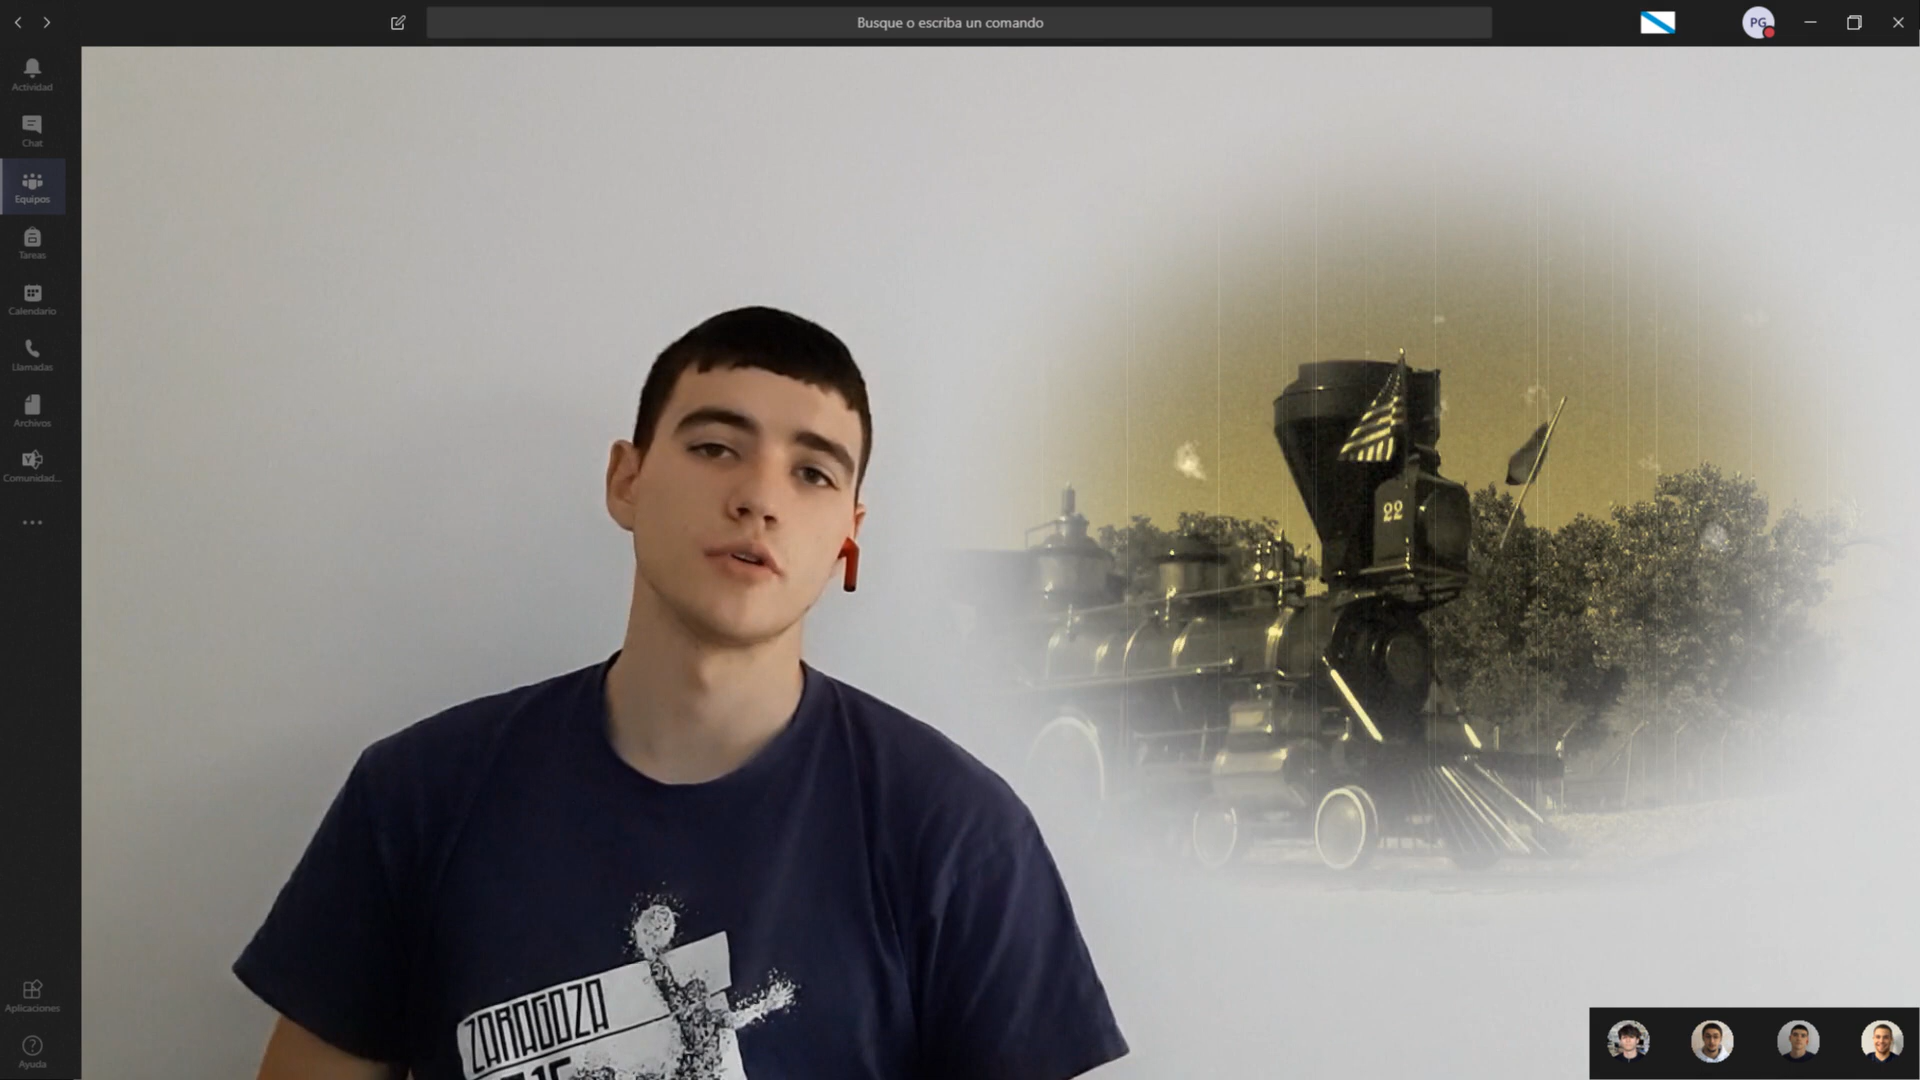 Busque o escriba un comando
PG
Actividad
Chat
Equipos
Tareas
Calendario
Llamadas
Archivos
Comunidad...
Aplicaciones
Ayuda
22
ZARAGOZA